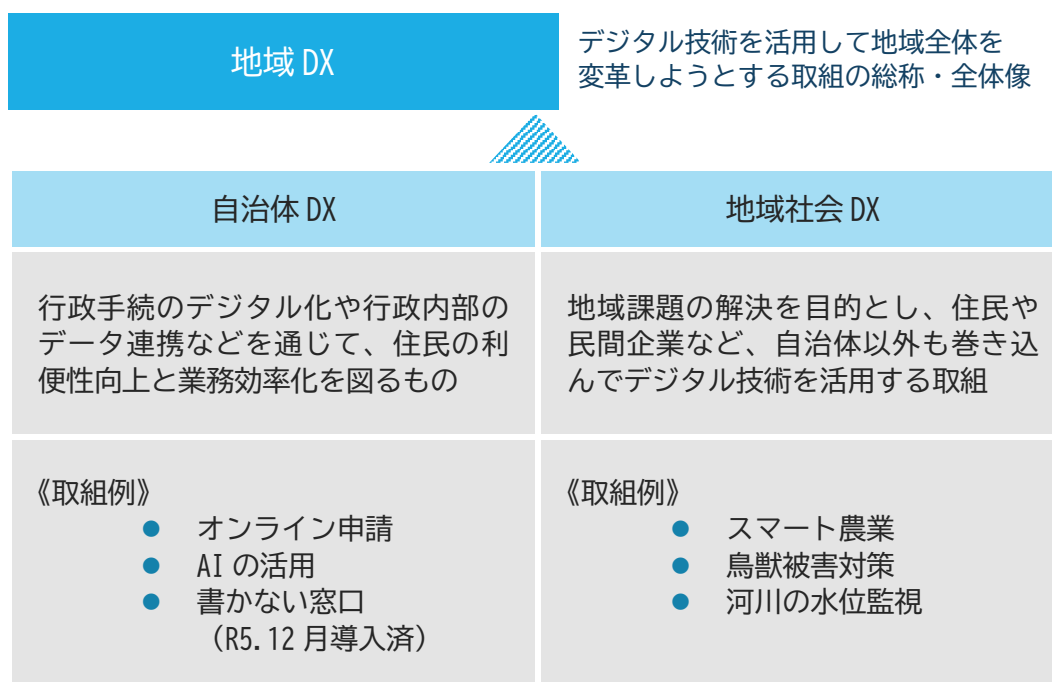 地域 DX
デジタル技術を活用して地域全体を
変革しようとする取組の総称・全体像
自治体 DX
地域社会 DX
行政手続のデジタル化や行政内部の
データ連携などを通じて、住民の利
便性向上と業務効率化を図るもの
地域課題の解決を目的とし、住民や
民間企業など、自治体以外も巻き込
んでデジタル技術を活用する取組
《取組例》
● オンライン申請
● AI の活用
● 書かない窓口
（R5.12 月導入済）
《取組例》
● スマート農業
● 鳥獣被害対策
● 河川の水位監視